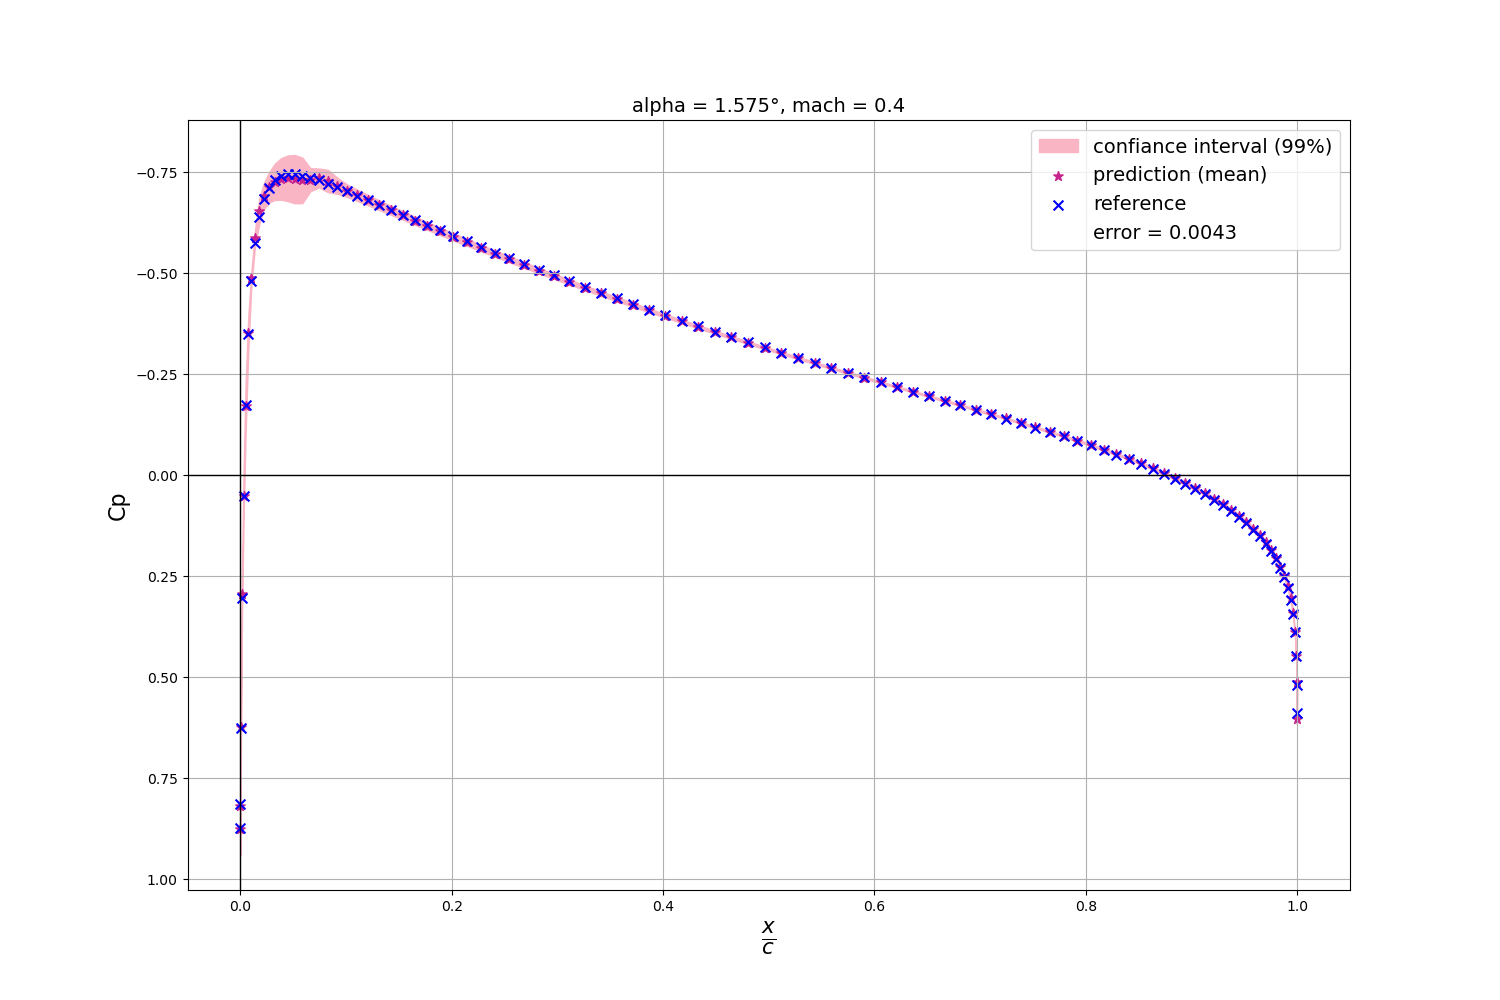 alpha = 1.575°, mach = 0.4
confiance interval (99%)
prediction (mean)
reference
error = 0.0043
−0.75
−0.50
−0.25
0.00
0.25
0.50
0.75
1.00
Cp
0.0 0.2 0.4 0.6 0.8 1.0
x
c